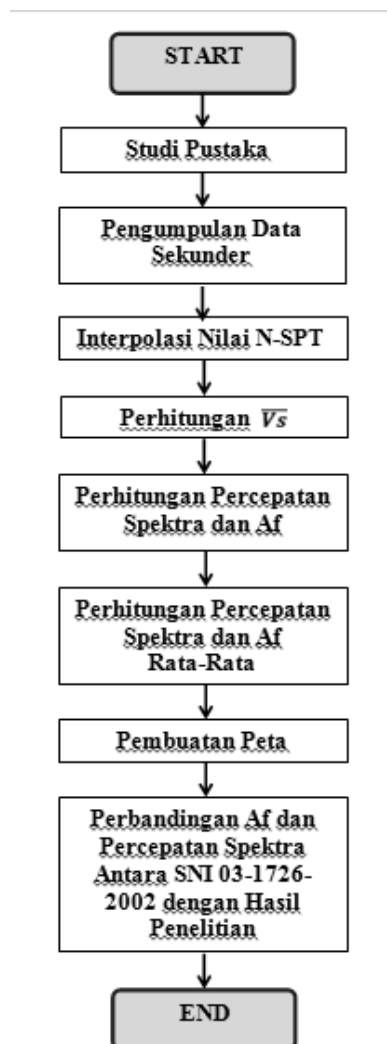 START
Studi Pustaka
Pengumpulan Data
Sekunder
Interpolasi Nilai N-SPT
Perhitungan V̅s̅
Perhitungan Percepatan
Spektra dan Af
Perhitungan Percepatan
Spektra dan Af
Rata-Rata
Pembuatan Peta
Perbandingan Af dan
Percepatan Spektra
Antara SNI 03-1726-
2002 dengan Hasil
Penelitian
END